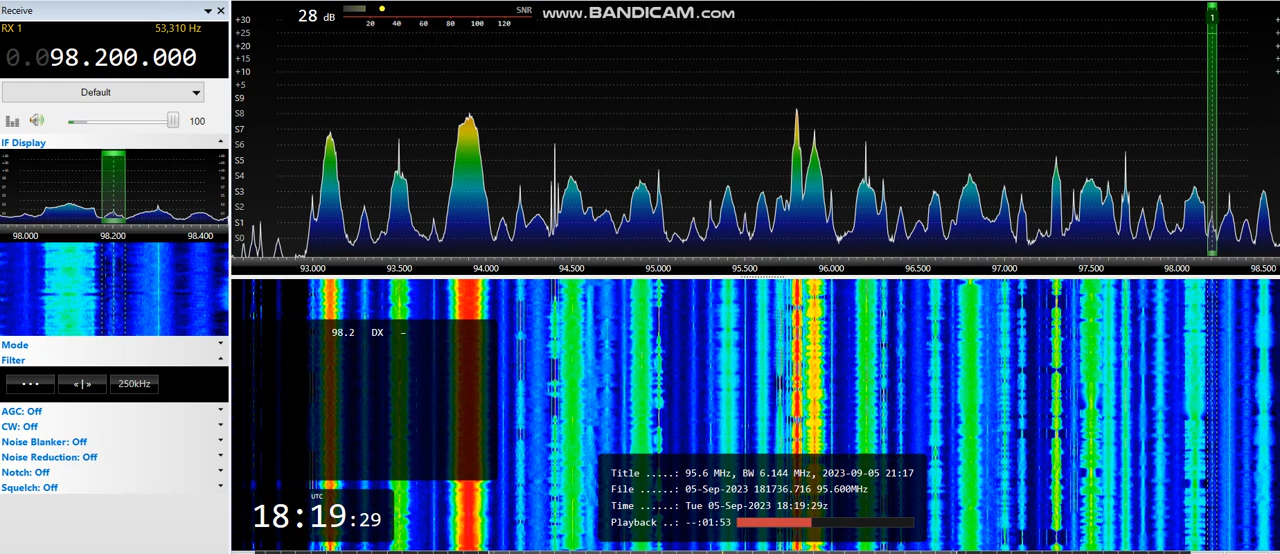 Receive
RX 1 53,310 Hz
0.098.200.000
Default
100
IF Display
98.000 98.200 98.400
Mode
Filter
••• «|» 250kHz
AGC: Off
CW: Off
Noise Blanker: Off
Noise Reduction: Off
Notch: Off
Squelch: Off
28 dB
SNR
20 40 60 80 100 120
www.BANDICAM.com
1
+30
+25
+20
+15
+10
+5
S9
S8
S7
S6
S5
S4
S3
S2
S1
S0
93.000 93.500 94.000 94.500 95.000 95.500 96.000 96.500 97.000 97.500 98.000 98.500
98.2 DX –
UTC
18:19:29
Title .....: 95.6 MHz, BW 6.144 MHz, 2023-09-05 21:17
File ......: 05-Sep-2023 181736.716 95.600MHz
Time ......: Tue 05-Sep-2023 18:19:29z
Playback ..: --:01:53